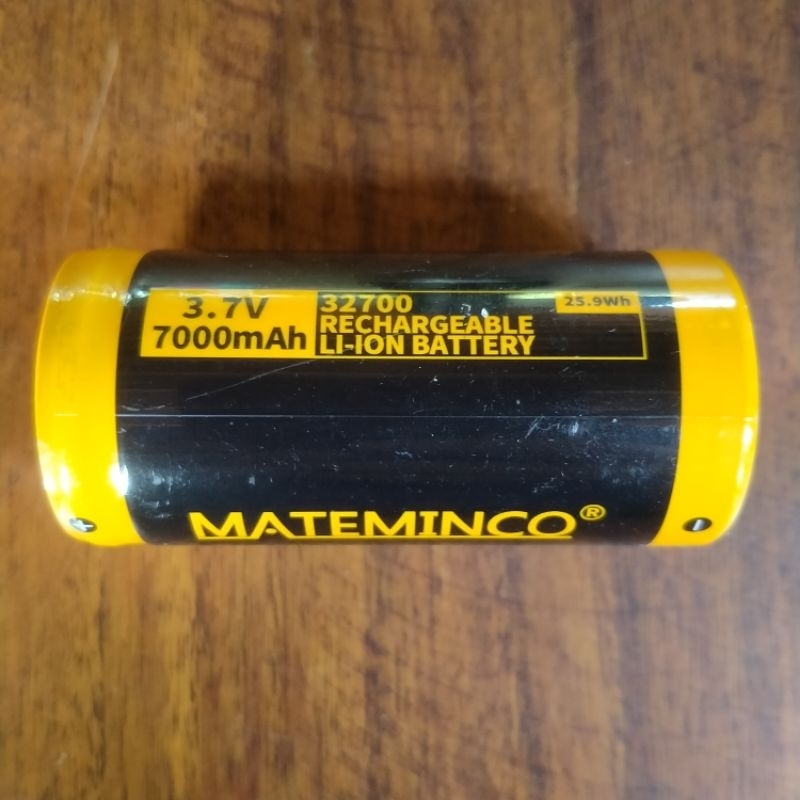 3.7V
7000mAh
32700
RECHARGEABLE
LI-ION BATTERY
25.9Wh
MATEMINCO®
+
-